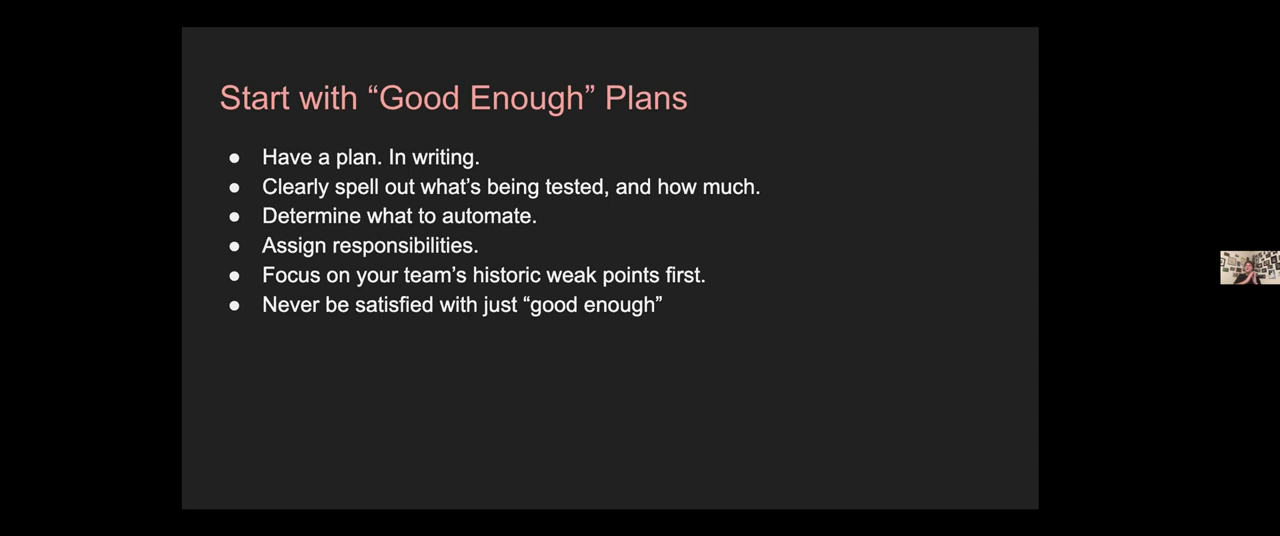 Start with “Good Enough” Plans
● Have a plan. In writing.
● Clearly spell out what’s being tested, and how much.
● Determine what to automate.
● Assign responsibilities.
● Focus on your team’s historic weak points first.
● Never be satisfied with just “good enough”